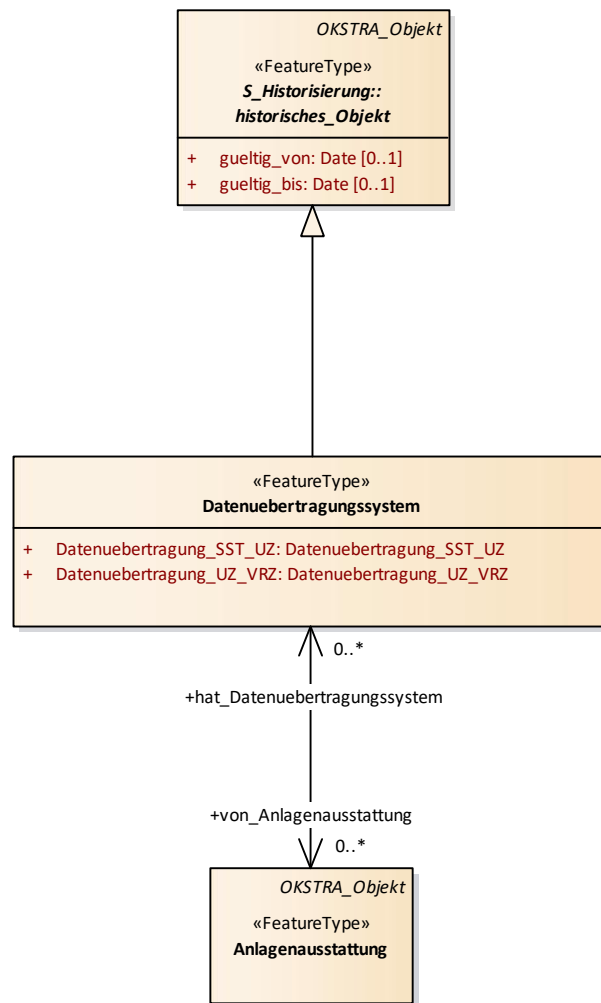 OKSTRA_Objekt
«FeatureType»
S_Historisierung::
historisches_Objekt
+ gueltig_von: Date [0..1]
+ gueltig_bis: Date [0..1]
«FeatureType»
Datenuebertragungssystem
+ Datenuebertragung_SST_UZ: Datenuebertragung_SST_UZ
+ Datenuebertragung_UZ_VRZ: Datenuebertragung_UZ_VRZ
0..*
+hat_Datenuebertragungssystem
+von_Anlagenausstattung
0..*
OKSTRA_Objekt
«FeatureType»
Anlagenausstattung